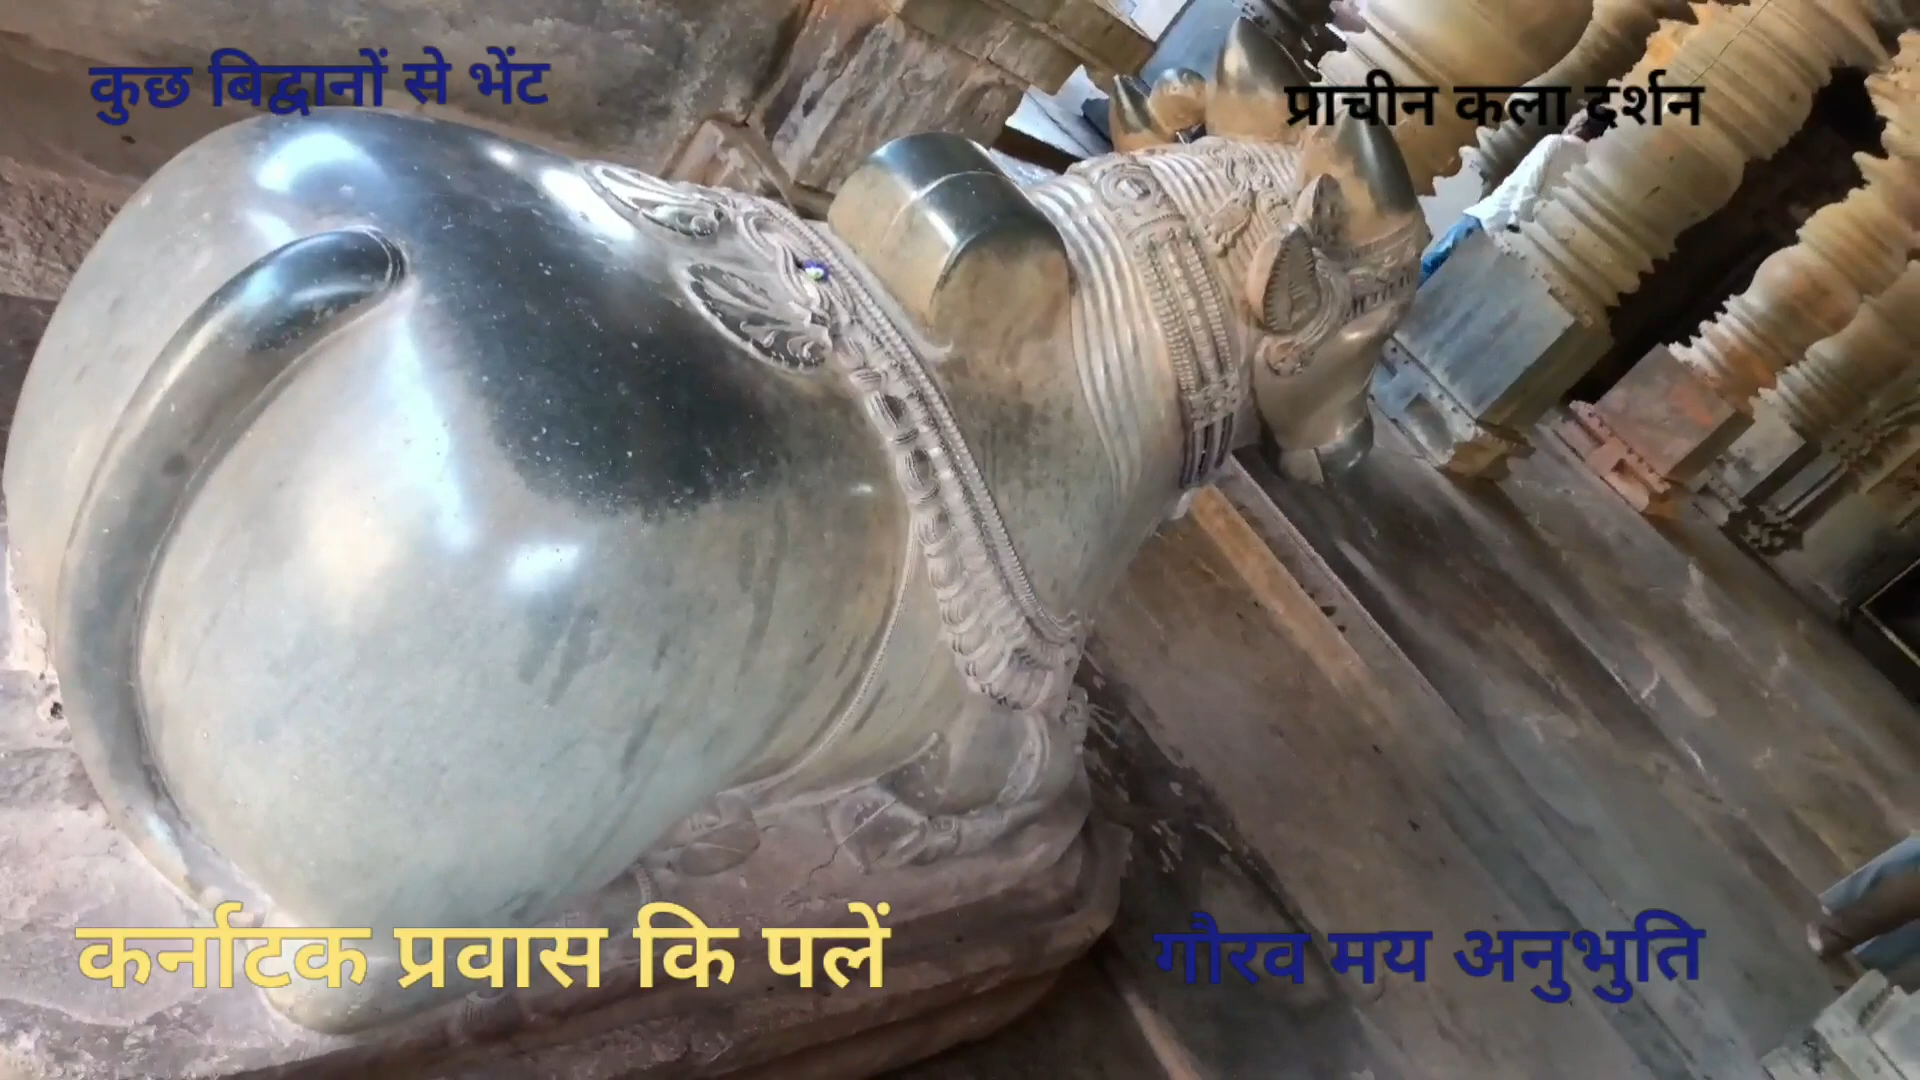 कुछ बिद्वानों से भेंट
प्राचीन कला दर्शन
कर्नाटक प्रवास कि पलें
गौरव मय अनुभुति